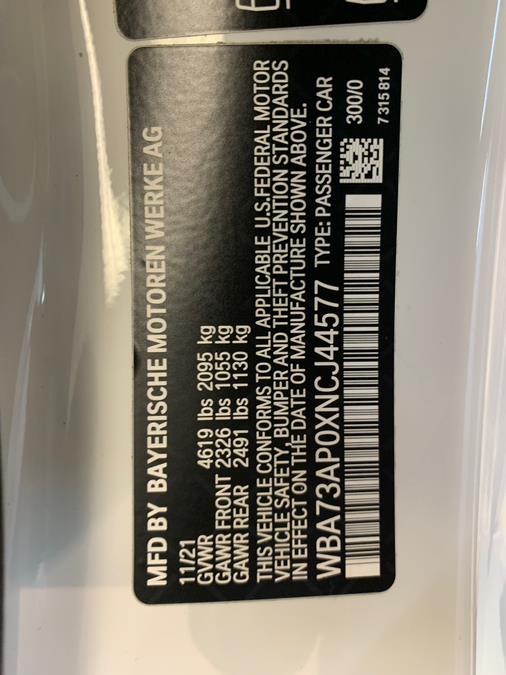 MFD BY BAYERISCHE MOTOREN WERKE AG
11/21
GVWR 4619 lbs 2095 kg
GAWR FRONT 2326 lbs 1055 kg
GAWR REAR 2491 lbs 1130 kg
THIS VEHICLE CONFORMS TO ALL APPLICABLE U.S.FEDERAL MOTOR
VEHICLE SAFETY, BUMPER AND THEFT PREVENTION STANDARDS
IN EFFECT ON THE DATE OF MANUFACTURE SHOWN ABOVE.
WBA73AP0XNCJ44577 TYPE: PASSENGER CAR
300/0
7 315 814